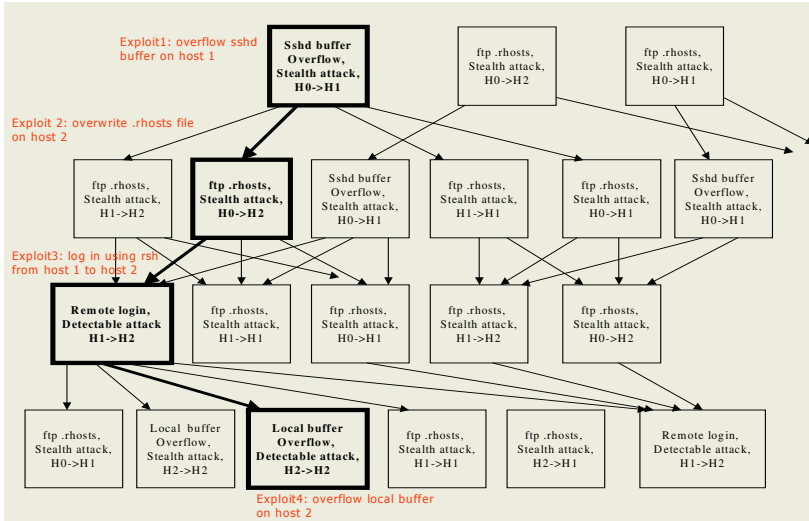 Exploit1: overflow sshd
buffer on host 1
Sshd buffer
Overflow,
Stealth attack,
H0->H1
ftp .rhosts,
Stealth attack,
H0->H2
ftp .rhosts,
Stealth attack,
H0->H1
Exploit 2: overwrite .rhosts file
on host 2
ftp .rhosts,
Stealth attack,
H1->H2
ftp .rhosts,
Stealth attack,
H0->H2
Sshd buffer
Overflow,
Stealth attack,
H0->H1
ftp .rhosts,
Stealth attack,
H1->H1
ftp .rhosts,
Stealth attack,
H0->H1
Sshd buffer
Overflow,
Stealth attack,
H0->H1
Exploit3: log in using rsh
from host 1 to host 2
Remote login,
Detectable attack
H1->H2
ftp .rhosts,
Stealth attack,
H1->H1
ftp .rhosts,
Stealth attack,
H0->H1
ftp .rhosts,
Stealth attack,
H1->H2
ftp .rhosts,
Stealth attack,
H0->H2
ftp .rhosts,
Stealth attack,
H0->H1
Local buffer
Overflow,
Stealth attack,
H2->H2
Local buffer
Overflow,
Detectable attack,
H2->H2
ftp .rhosts,
Stealth attack,
H1->H1
ftp .rhosts,
Stealth attack,
H2->H1
Remote login,
Detectable attack,
H1->H2
Exploit4: overflow local buffer
on host 2